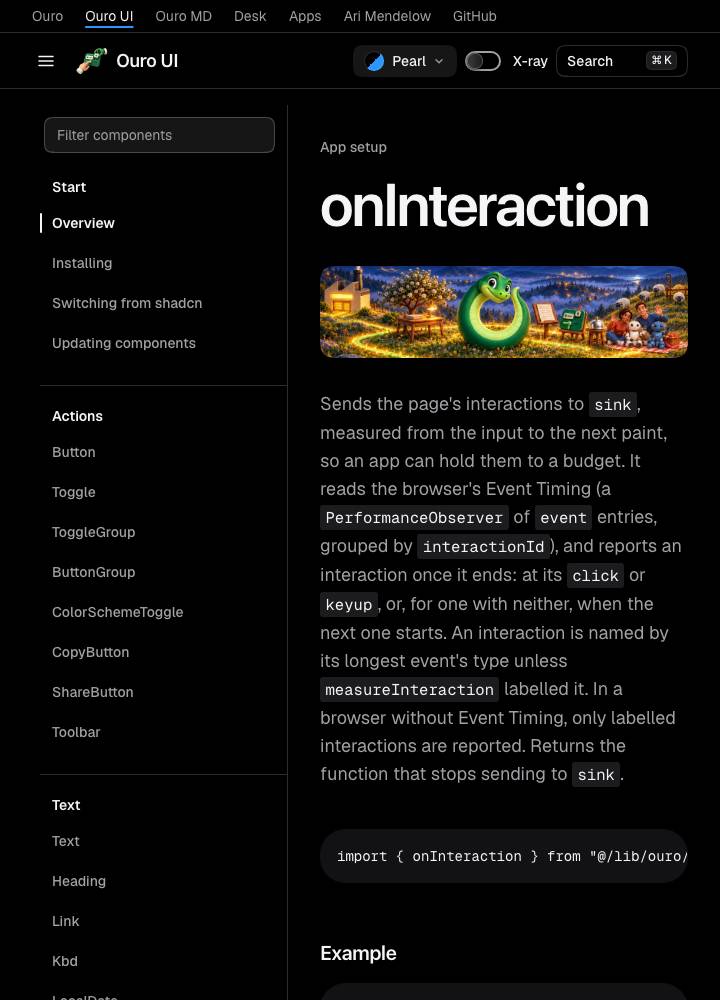 Ouro Ouro UI Ouro MD Desk Apps Ari Mendelow GitHub
Ouro UI Pearl X-ray Search ⌘ K
Filter components
Start
Overview
Installing
Switching from shadcn
Updating components
Actions
Button
Toggle
ToggleGroup
ButtonGroup
ColorSchemeToggle
CopyButton
ShareButton
Toolbar
Text
Text
Heading
Link
Kbd
LocalDate
App setup
onInteraction
Sends the page's interactions to sink,
measured from the input to the next paint,
so an app can hold them to a budget. It
reads the browser's Event Timing (a
PerformanceObserver of event entries,
grouped by interactionId), and reports an
interaction once it ends: at its click or
keyup, or, for one with neither, when the
next one starts. An interaction is named by
its longest event's type unless
measureInteraction labelled it. In a
browser without Event Timing, only labelled
interactions are reported. Returns the
function that stops sending to sink.
import { onInteraction } from "@/lib/ouro/
Example